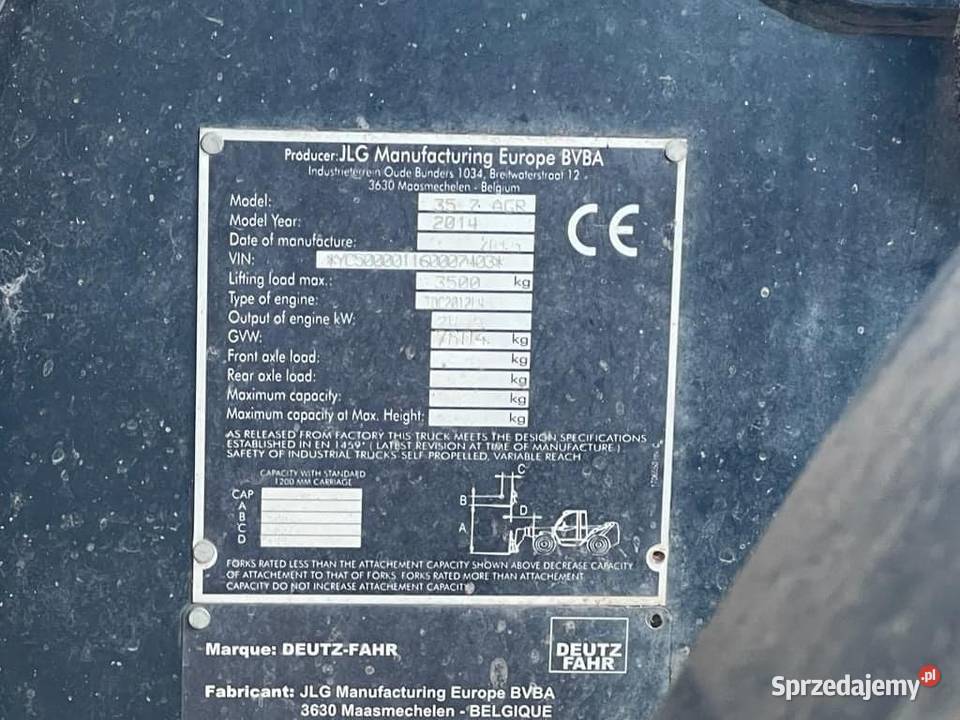 Producer: JLG Manufacturing Europe BVBA
Industrieterrein Oude Bunders 1034, Breitwaterstraat 12
3630 Maasmechelen - Belgium
Model: 35 7 AGR
Model Year: 2014
Date of manufacture:
VIN: *YC500001160007403*
Lifting load max.: 3500 kg
Type of engine:
Output of engine kW:
GVW: kg
Front axle load: kg
Rear axle load: kg
Maximum capacity: kg
Maximum capacity at Max. Height: kg
CE
AS RELEASED FROM FACTORY THIS TRUCK MEETS THE DESIGN SPECIFICATIONS
ESTABLISHED IN EN 1459* (LATEST REVISION AT TIME OF MANUFACTURE)
SAFETY OF INDUSTRIAL TRUCKS SELF PROPELLED, VARIABLE REACH
CAPACITY WITH STANDARD
1200 MM CARRIAGE
CAP
A
B
C
D
C
B
D
A
FORKS RATED LESS THAN THE ATTACHEMENT CAPACITY SHOWN ABOVE DECREASE CAPACITY
OF ATTACHEMENT TO THAT OF FORKS. FORKS RATED MORE THAN ATTACHEMENT
CAPACITY DO NOT INCREASE ATTACHEMENT CAPACITY
Marque: DEUTZ-FAHR
DEUTZ
FAHR
Fabricant: JLG Manufacturing Europe BVBA
3630 Maasmechelen - BELGIQUE
Sprzedajemy.pl